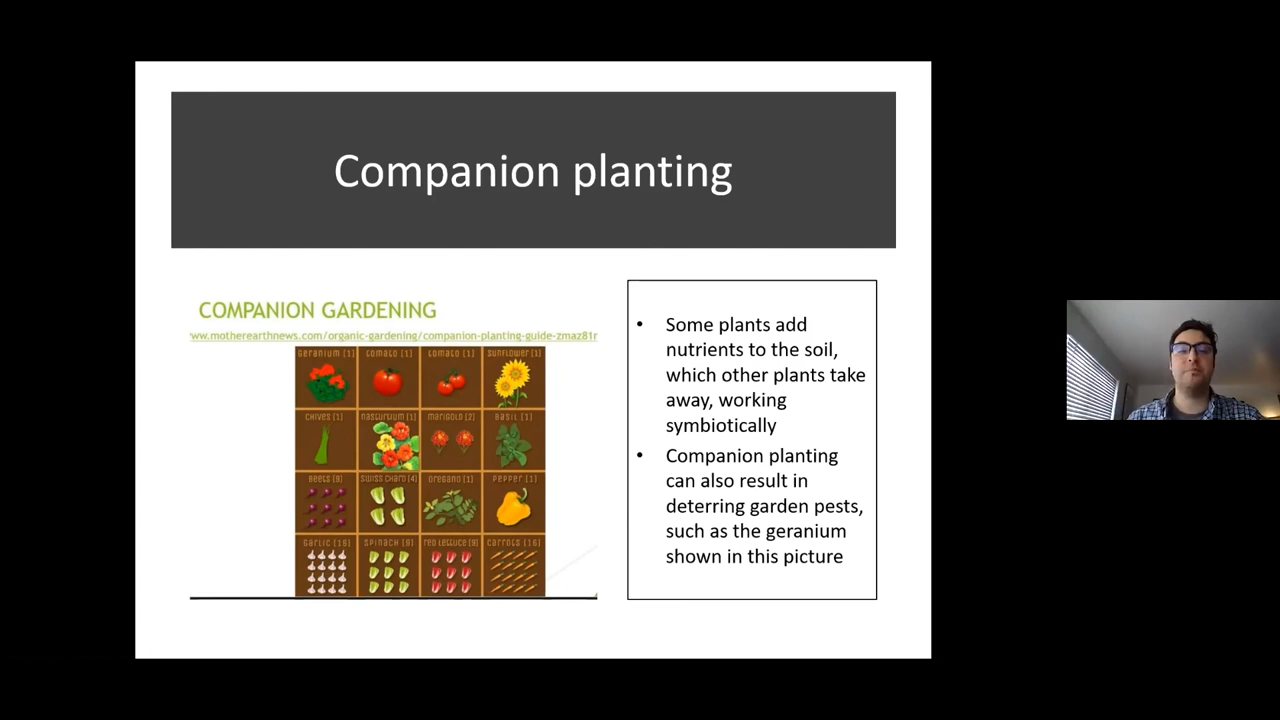 Companion planting
COMPANION GARDENING
ww.motherearthnews.com/organic-gardening/companion-planting-guide-zmaz81r
Geranium [1] Tomato [1] Tomato [1] Sunflower [1]
Chives [1] Nasturtium [1] Marigold [2] Basil [1]
Beets [9] Swiss Chard [4] Oregano [1] Pepper [1]
Garlic [16] Spinach [9] Red Lettuce [9] Carrots [16]
• Some plants add
nutrients to the soil,
which other plants take
away, working
symbiotically
• Companion planting
can also result in
deterring garden pests,
such as the geranium
shown in this picture